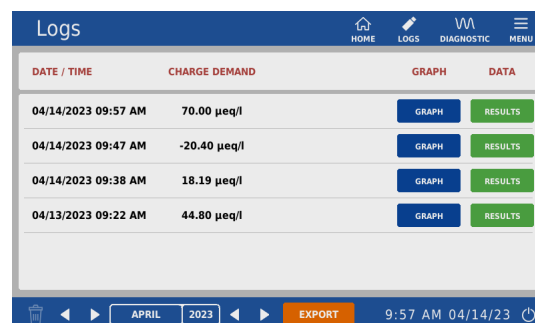 Logs
HOME LOGS DIAGNOSTIC MENU
DATE / TIME CHARGE DEMAND GRAPH DATA
04/14/2023 09:57 AM 70.00 µeq/l GRAPH RESULTS
04/14/2023 09:47 AM -20.40 µeq/l GRAPH RESULTS
04/14/2023 09:38 AM 18.19 µeq/l GRAPH RESULTS
04/13/2023 09:22 AM 44.80 µeq/l GRAPH RESULTS
APRIL 2023 EXPORT 9:57 AM 04/14/23